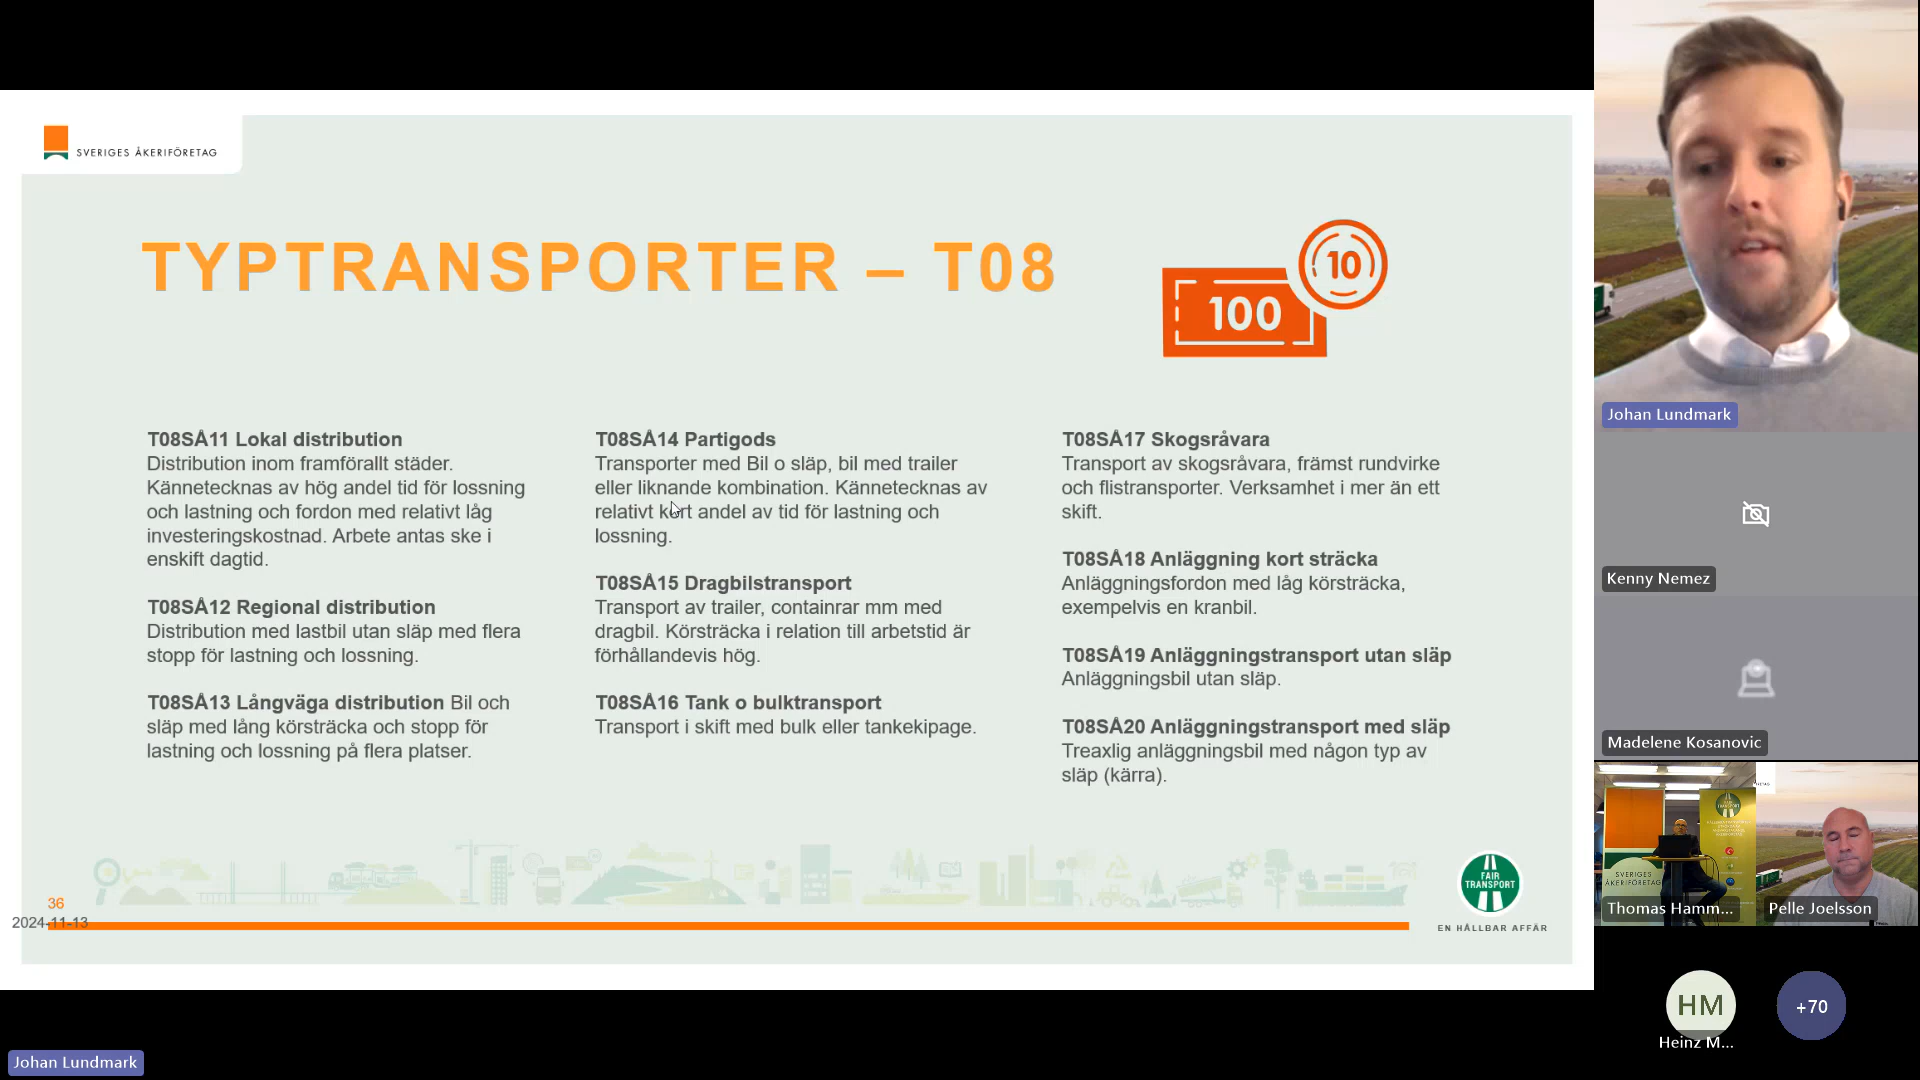 SVERIGES ÅKERIFÖRETAG
TYPTRANSPORTER – T08
100
10
T08SÅ11 Lokal distribution
Distribution inom framförallt städer.
Kännetecknas av hög andel tid för lossning
och lastning och fordon med relativt låg
investeringskostnad. Arbete antas ske i
enskift dagtid.
T08SÅ12 Regional distribution
Distribution med lastbil utan släp med flera
stopp för lastning och lossning.
T08SÅ13 Långväga distribution Bil och
släp med lång körsträcka och stopp för
lastning och lossning på flera platser.
T08SÅ14 Partigods
Transporter med Bil o släp, bil med trailer
eller liknande kombination. Kännetecknas av
relativt kort andel av tid för lastning och
lossning.
T08SÅ15 Dragbilstransport
Transport av trailer, containrar mm med
dragbil. Körsträcka i relation till arbetstid är
förhållandevis hög.
T08SÅ16 Tank o bulktransport
Transport i skift med bulk eller tankekipage.
T08SÅ17 Skogsråvara
Transport av skogsråvara, främst rundvirke
och flistransporter. Verksamhet i mer än ett
skift.
T08SÅ18 Anläggning kort sträcka
Anläggningsfordon med låg körsträcka,
exempelvis en kranbil.
T08SÅ19 Anläggningstransport utan släp
Anläggningsbil utan släp.
T08SÅ20 Anläggningstransport med släp
Treaxlig anläggningsbil med någon typ av
släp (kärra).
36
2024-11-13
FAIR
TRANSPORT
EN HÅLLBAR AFFÄR
Johan Lundmark
Kenny Nemez
Madelene Kosanovic
FAIR
TRANSPORT
SVERIGES
ÅKERIFÖRETAG
Thomas Hamm...
Pelle Joelsson
HM
Heinz M...
+70
Johan Lundmark